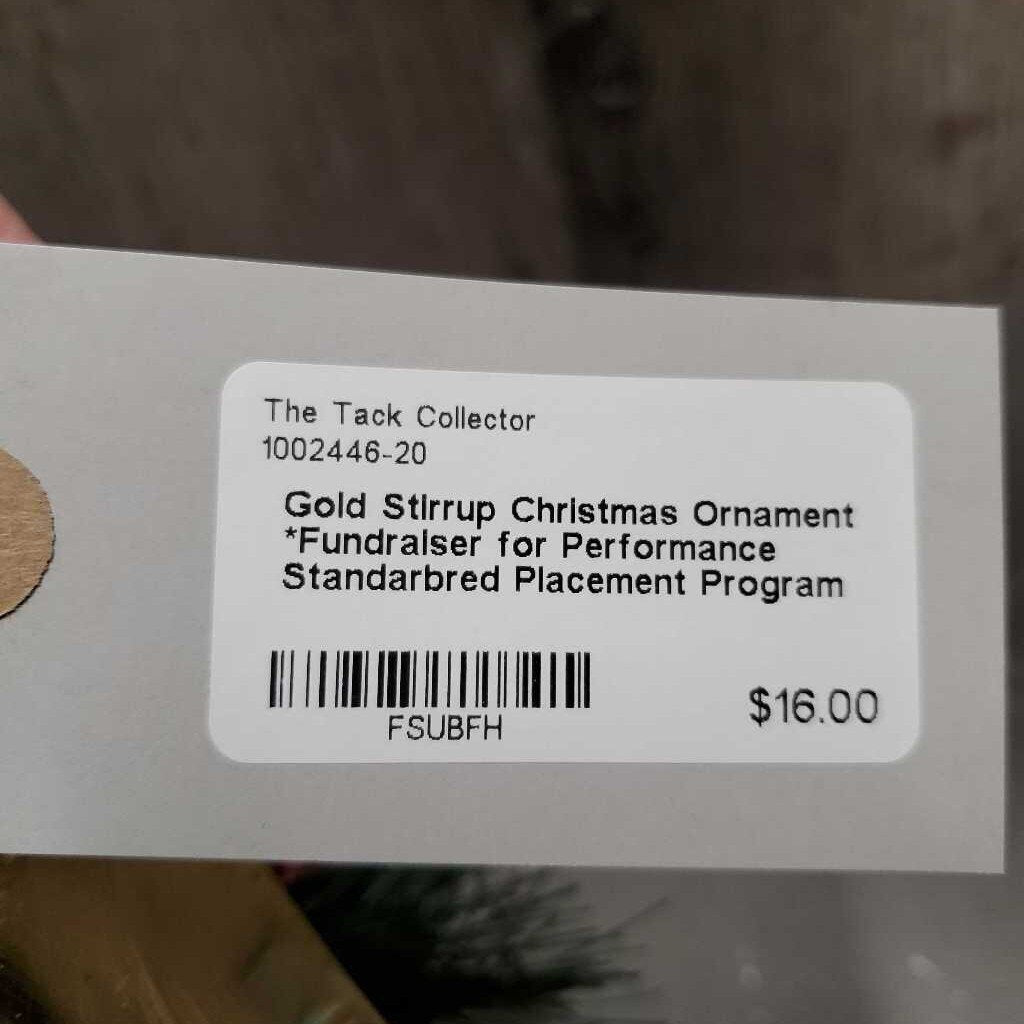 The Tack Collector
1002446-20
Gold Stirrup Christmas Ornament
*Fundraiser for Performance
Standarbred Placement Program
FSUBFH
$16.00